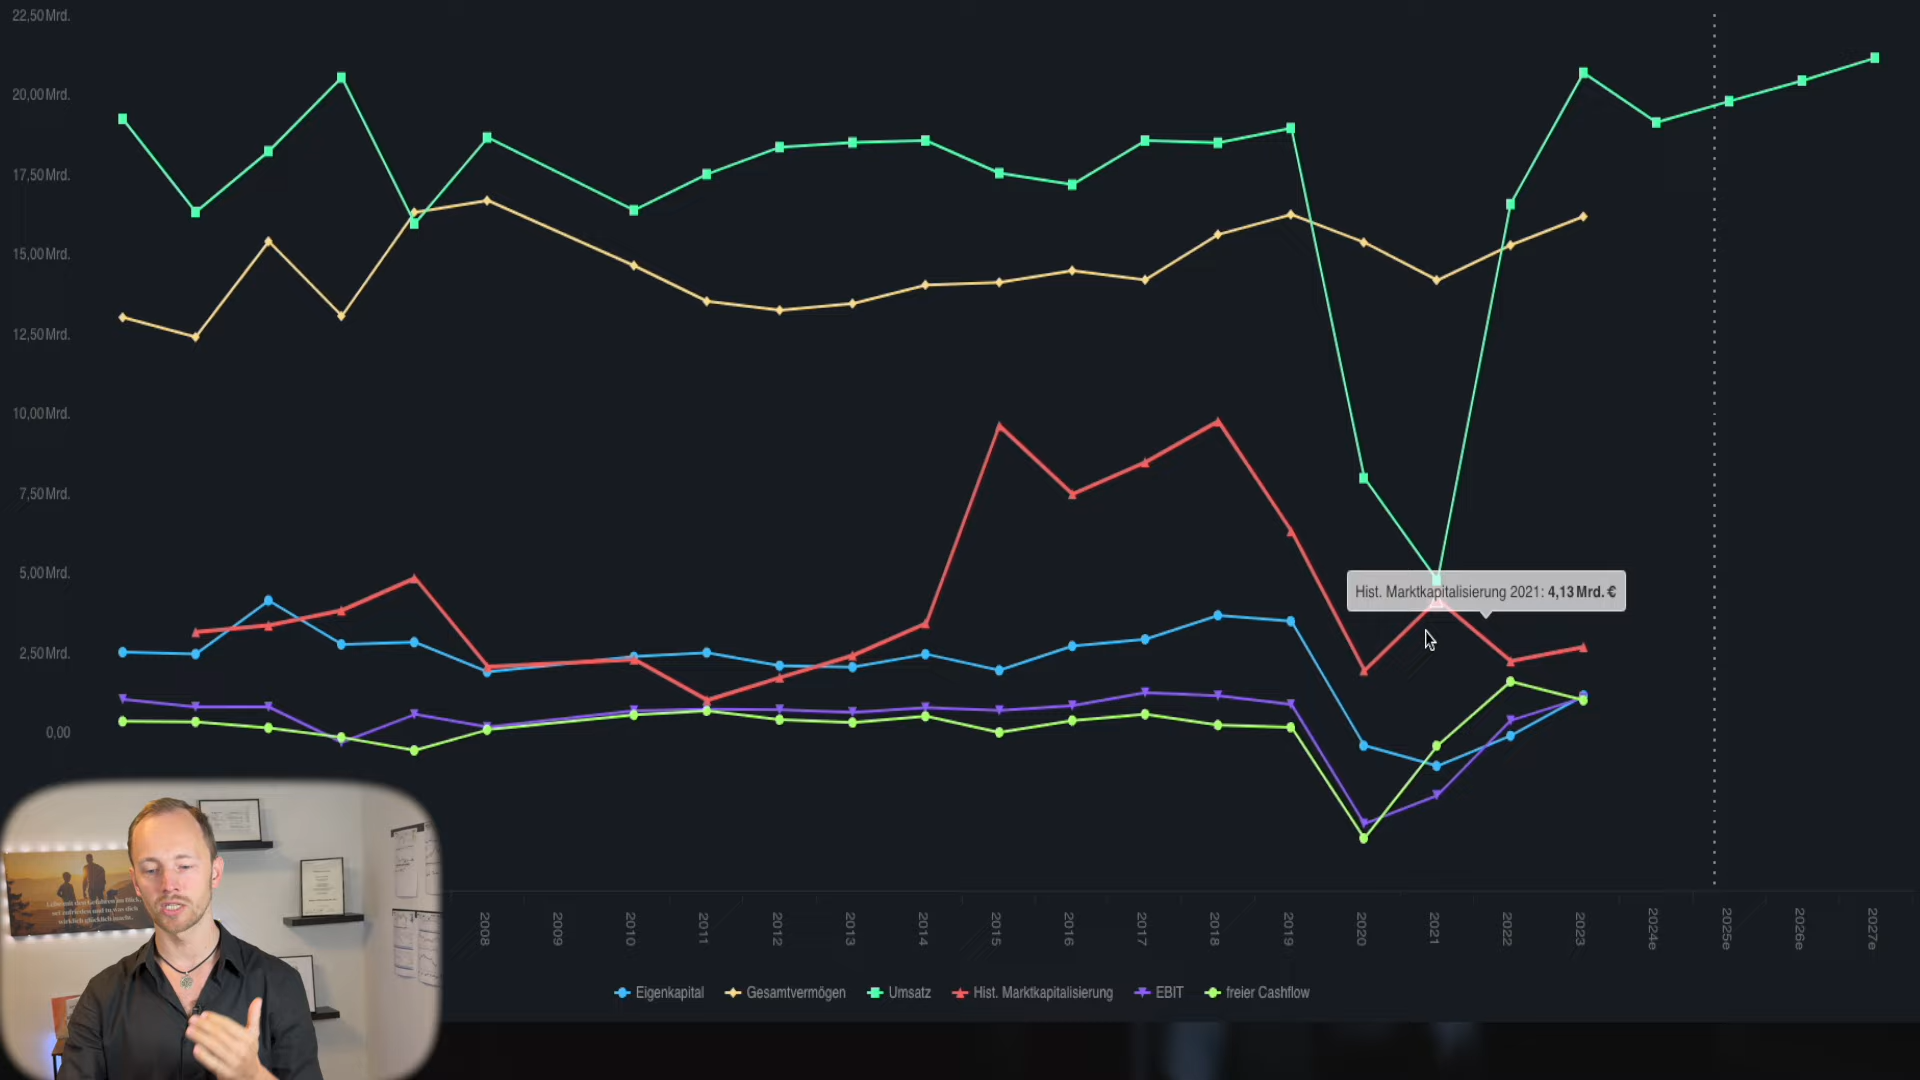 22,50 Mrd.
20,00 Mrd.
17,50 Mrd.
15,00 Mrd.
12,50 Mrd.
10,00 Mrd.
7,50 Mrd.
5,00 Mrd.
2,50 Mrd.
0,00
Hist. Marktkapitalisierung 2021: 4,13 Mrd. €
2008
2009
2010
2011
2012
2013
2014
2015
2016
2017
2018
2019
2020
2021
2022
2023
2024e
2025e
2026e
2027e
Eigenkapital
Gesamtvermögen
Umsatz
Hist. Marktkapitalisierung
EBIT
freier Cashflow